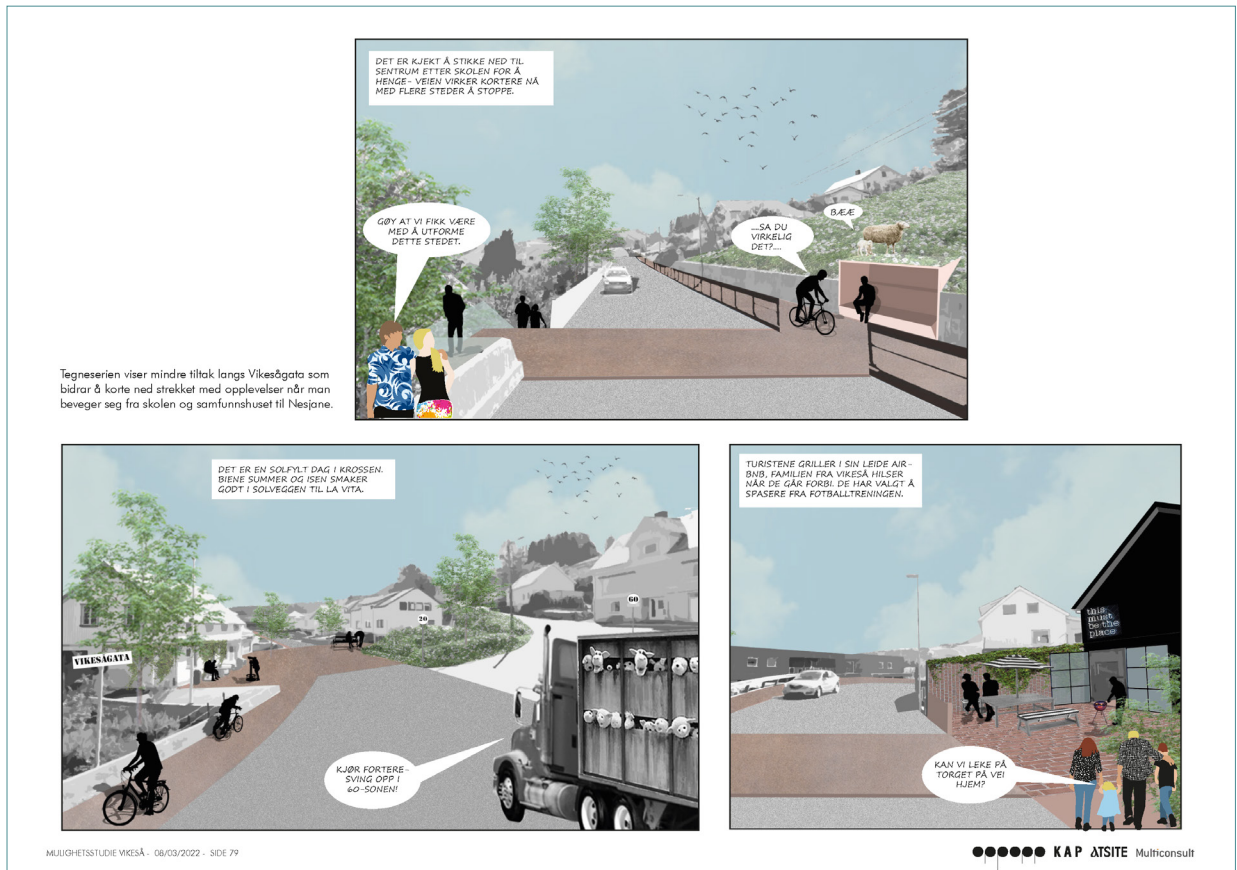 DET ER KJEKT Å STIKKE NED TIL
SENTRUM ETTER SKOLEN FOR Å
HENGE - VEIEN VIRKER KORTERE NÅ
MED FLERE STEDER Å STOPPE.
GØY AT VI FIKK VÆRE
MED Å UTFORME
DETTE STEDET.
....SA DU
VIRKELIG
DET?....
BÆÆ
Tegneserien viser mindre tiltak langs Vikesågata som
bidrar å korte ned strekket med opplevelser når man
beveger seg fra skolen og samfunnshuset til Nesjane.
DET ER EN SOLFYLT DAG I KROSSEN.
BIENE SUMMER OG ISEN SMAKER
GODT I SOLVEGGEN TIL LA VITA.
VIKESÅGATA
20
60
KJØR FORTERE-
SVING OPP I
60-SONEN!
TURISTENE GRILLER I SIN LEIDE AIR-
BNB, FAMILIEN FRA VIKESÅ HILSER
NÅR DE GÅR FORBI. DE HAR VALGT Å
SPASERE FRA FOTBALLTRENINGEN.
this
must
be the
place
KAN VI LEKE PÅ
TORGET PÅ VEI
HJEM?
MULIGHETSSTUDIE VIKESÅ - 08/03/2022 - SIDE 79
KAP ATSITE Multiconsult